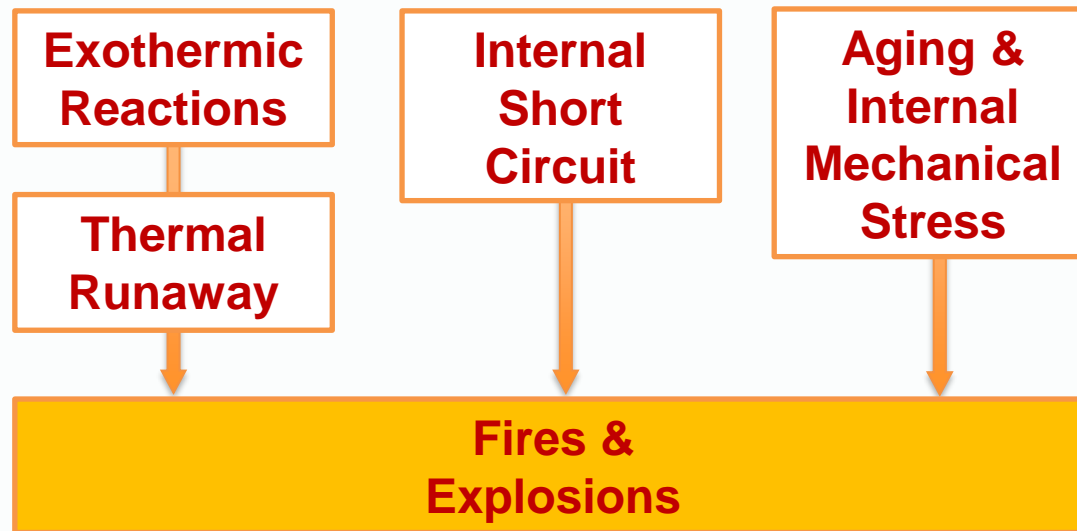 Exothermic
Reactions
Thermal
Runaway
Internal
Short
Circuit
Aging &
Internal
Mechanical
Stress
Fires &
Explosions